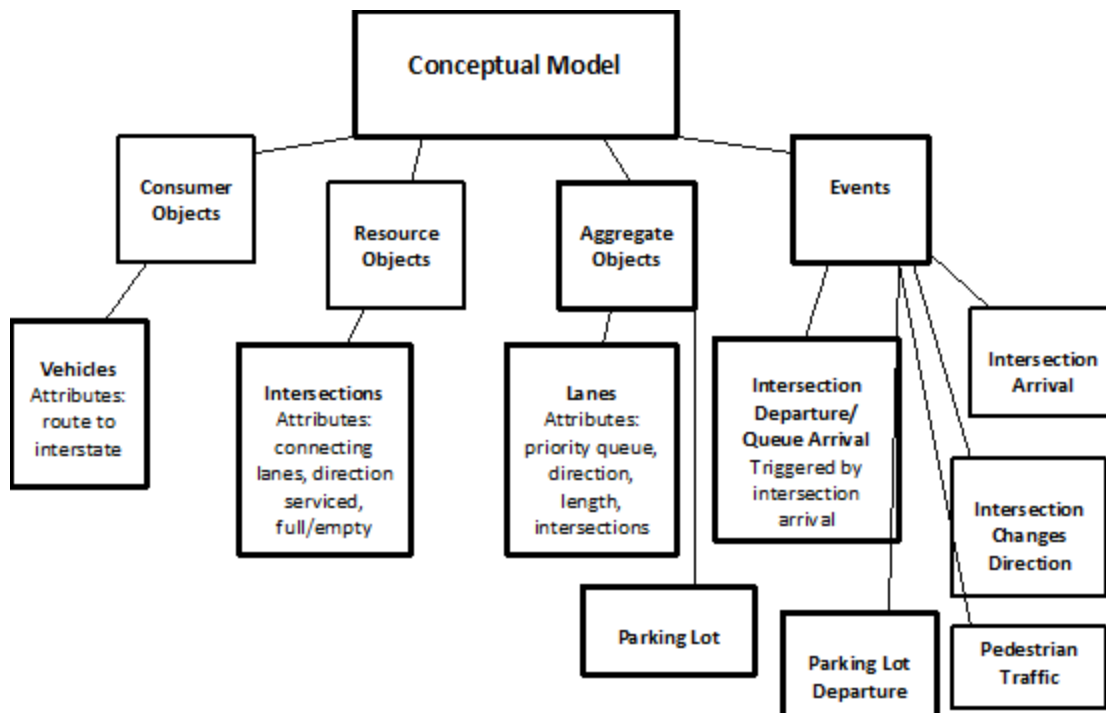 Conceptual Model
Consumer
Objects
Resource
Objects
Aggregate
Objects
Events
Vehicles
Attributes:
route to
interstate
Intersections
Attributes:
connecting
lanes, direction
serviced,
full/empty
Lanes
Attributes:
priority queue,
direction,
length,
intersections
Intersection
Departure/
Queue Arrival
Triggered by
intersection
arrival
Intersection
Arrival
Intersection
Changes
Direction
Parking Lot
Parking Lot
Departure
Pedestrian
Traffic